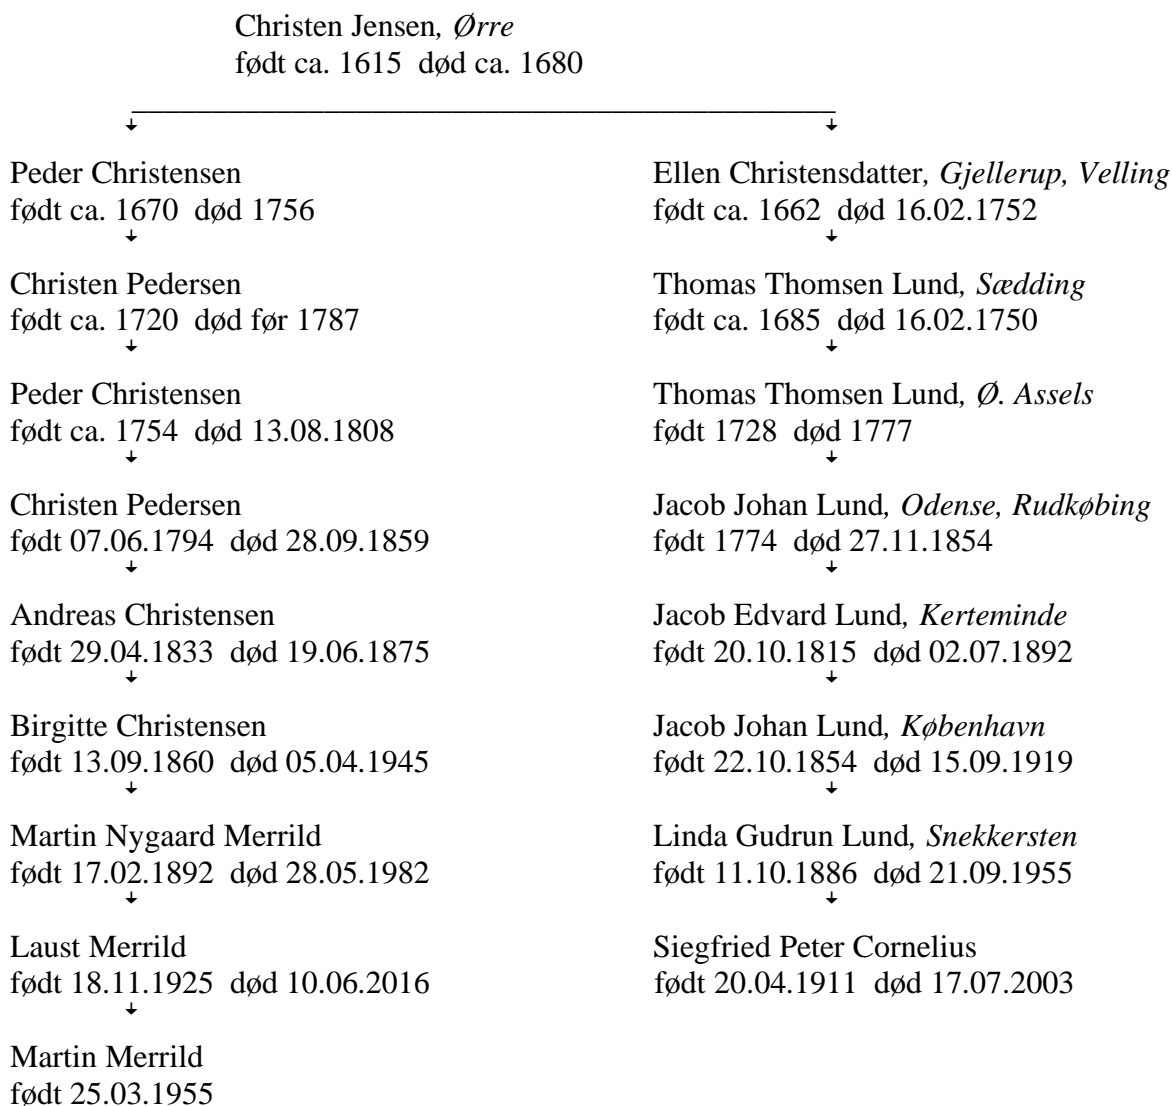 Christen Jensen, Ørre
født ca. 1615 død ca. 1680
Peder Christensen
født ca. 1670 død 1756
Ellen Christensdatter, Gjellerup, Velling
født ca. 1662 død 16.02.1752
Christen Pedersen
født ca. 1720 død før 1787
Thomas Thomsen Lund, Sædding
født ca. 1685 død 16.02.1750
Peder Christensen
født ca. 1754 død 13.08.1808
Thomas Thomsen Lund, Ø. Assels
født 1728 død 1777
Christen Pedersen
født 07.06.1794 død 28.09.1859
Jacob Johan Lund, Odense, Rudkøbing
født 1774 død 27.11.1854
Andreas Christensen
født 29.04.1833 død 19.06.1875
Jacob Edvard Lund, Kerteminde
født 20.10.1815 død 02.07.1892
Birgitte Christensen
født 13.09.1860 død 05.04.1945
Jacob Johan Lund, København
født 22.10.1854 død 15.09.1919
Martin Nygaard Merrild
født 17.02.1892 død 28.05.1982
Linda Gudrun Lund, Snekkersten
født 11.10.1886 død 21.09.1955
Laust Merrild
født 18.11.1925 død 10.06.2016
Siegfried Peter Cornelius
født 20.04.1911 død 17.07.2003
Martin Merrild
født 25.03.1955